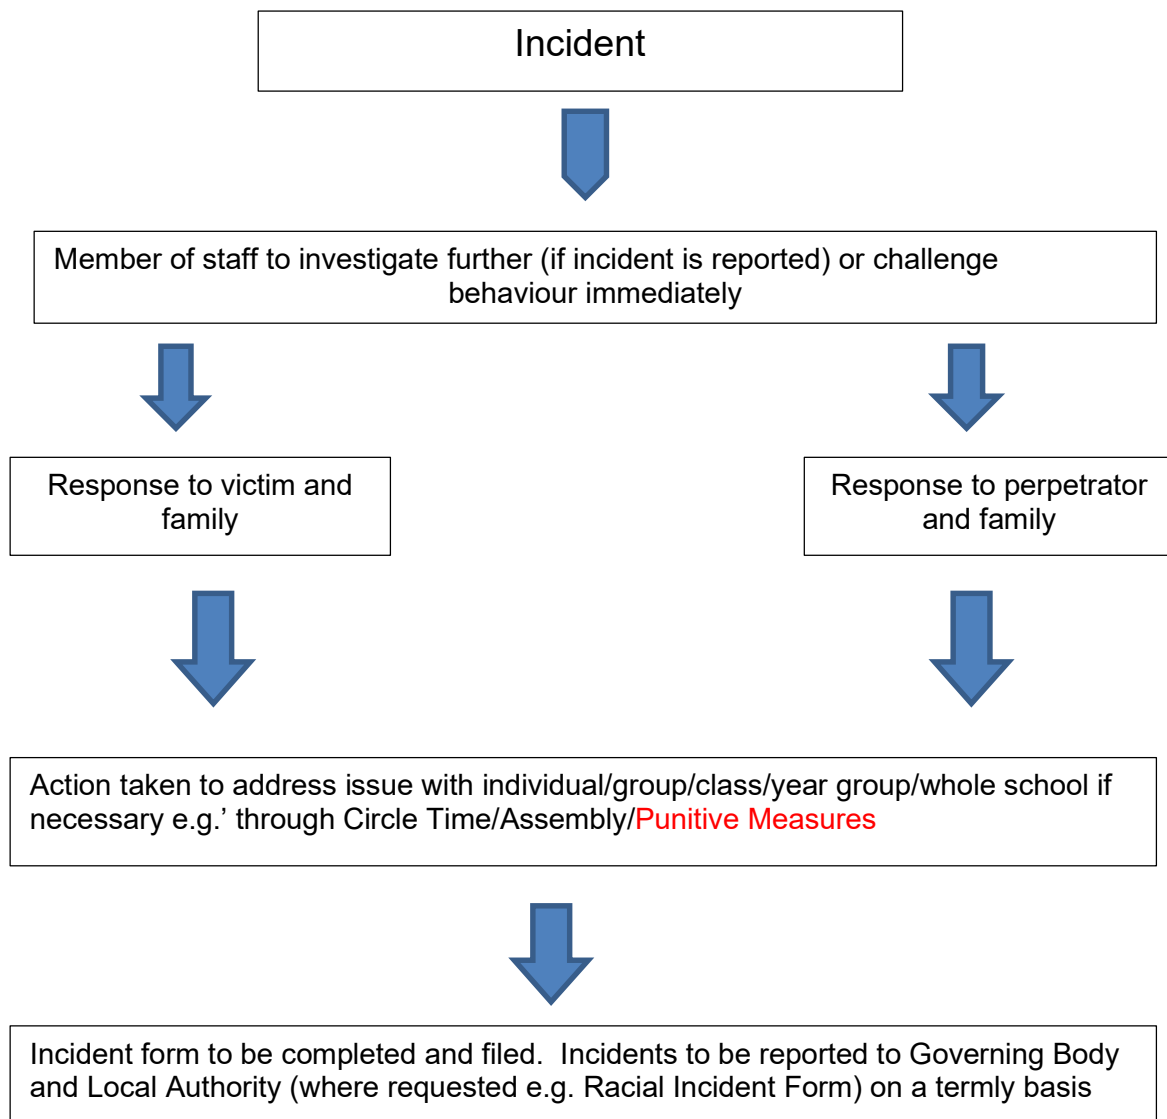 Incident
Member of staff to investigate further (if incident is reported) or challenge
behaviour immediately
Response to victim and
family
Response to perpetrator
and family
Action taken to address issue with individual/group/class/year group/whole school if
necessary e.g.’ through Circle Time/Assembly/Punitive Measures
Incident form to be completed and filed.  Incidents to be reported to Governing Body
and Local Authority (where requested e.g. Racial Incident Form) on a termly basis